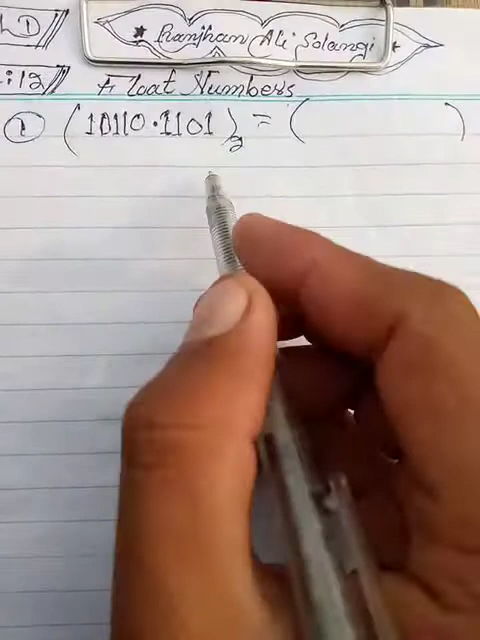 Ranjhan Ali Solangi
Float Numbers
① (10110.1101)₂ = ( )